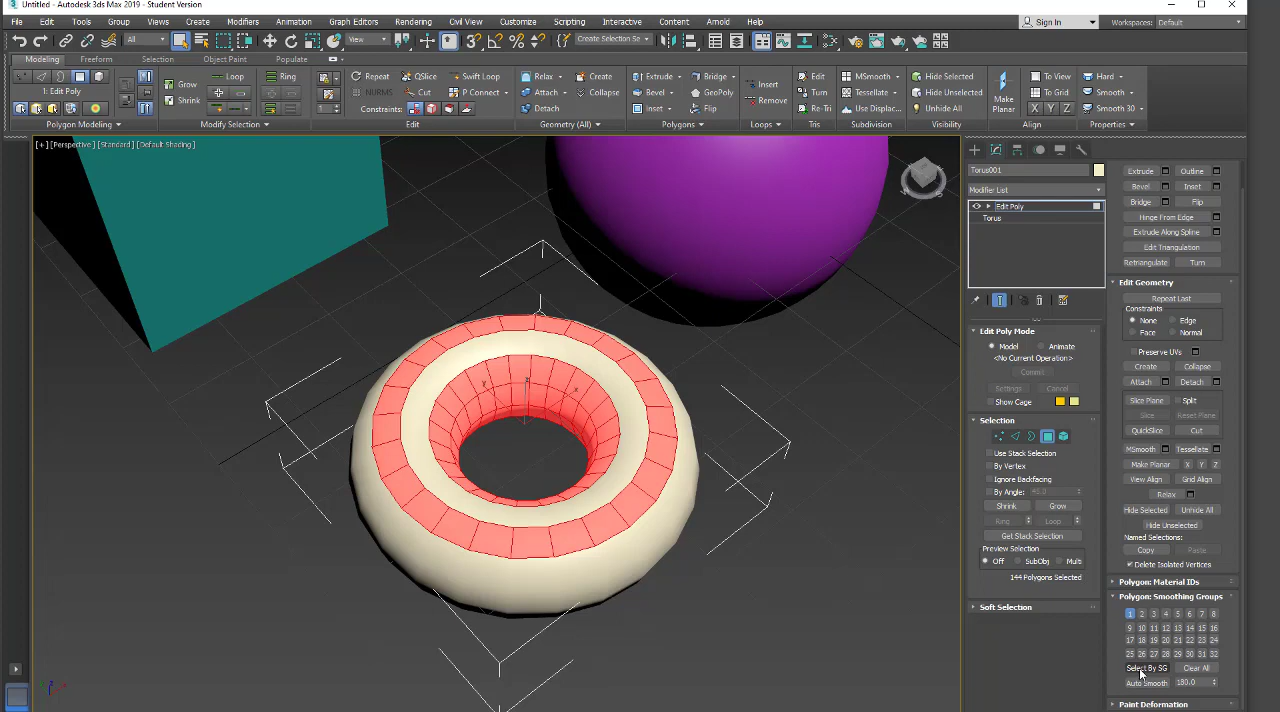 Untitled - Autodesk 3ds Max 2019 - Student Version
File Edit Tools Group Views Create Modifiers Animation Graph Editors Rendering Civil View Customize Scripting Interactive Content Arnold Help
Sign In Workspaces: Default
All View Create Selection Se
Modeling Freeform Selection Object Paint Populate
Grow Loop Ring Repeat QSlice Swift Loop Relax Create Extrude Bridge Insert Edit MSmooth Hide Selected To View Hard
1: Edit Poly Shrink NURMS Cut P Connect Attach Collapse Bevel GeoPoly Remove Turn Tessellate Hide Unselected Make Planar To Grid Smooth
Constraints: Detach Inset Flip Re-Tri Use Displac... Unhide All X Y Z Smooth 30
Polygon Modeling Modify Selection Edit Geometry (All) Polygons Loops Tris Subdivision Visibility Align Properties
[+] [Perspective] [Standard] [Default Shading]
Torus001
Modifier List
Edit Poly
Torus
Edit Poly Mode
Model Animate
<No Current Operation>
Commit
Settings Cancel
Show Cage
Selection
Use Stack Selection
By Vertex
Ignore Backfacing
By Angle: 45.0
Shrink Grow
Ring Loop
Get Stack Selection
Preview Selection
Off SubObj Multi
144 Polygons Selected
Soft Selection
Extrude Outline
Bevel Inset
Bridge Flip
Hinge From Edge
Extrude Along Spline
Edit Triangulation
Retriangulate Turn
Edit Geometry
Repeat Last
Constraints
None Edge
Face Normal
Preserve UVs
Create Collapse
Attach Detach
Slice Plane Split
Slice Reset Plane
QuickSlice Cut
MSmooth Tessellate
Make Planar X Y Z
View Align Grid Align
Relax
Hide Selected Unhide All
Hide Unselected
Named Selections:
Copy Paste
Delete Isolated Vertices
Polygon: Material IDs
Polygon: Smoothing Groups
1 2 3 4 5 6 7 8
9 10 11 12 13 14 15 16
17 18 19 20 21 22 23 24
25 26 27 28 29 30 31 32
Select By SG Clear All
Auto Smooth 180.0
Paint Deformation